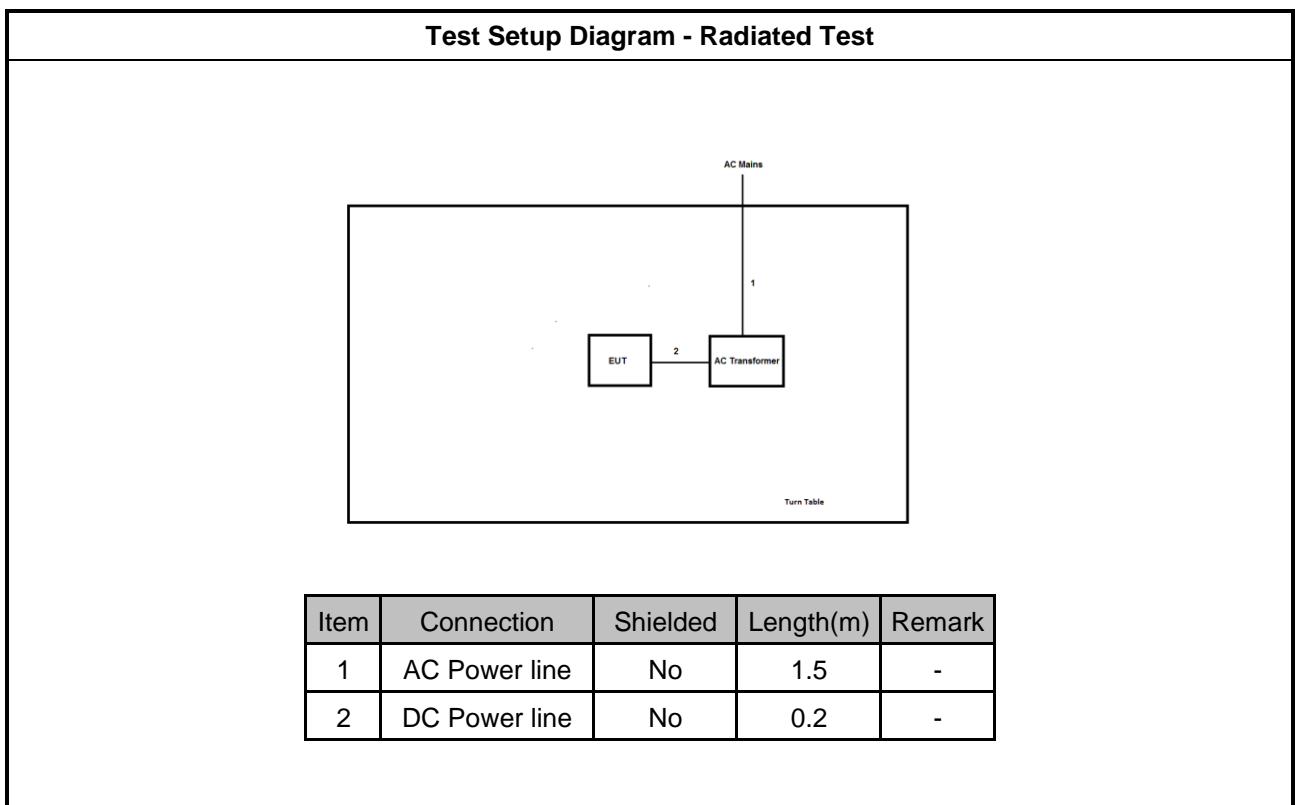 Test Setup Diagram - Radiated Test
AC Mains
1
EUT
2
AC Transformer
Turn Table
Item Connection Shielded Length(m) Remark
1 AC Power line No 1.5 -
2 DC Power line No 0.2 -